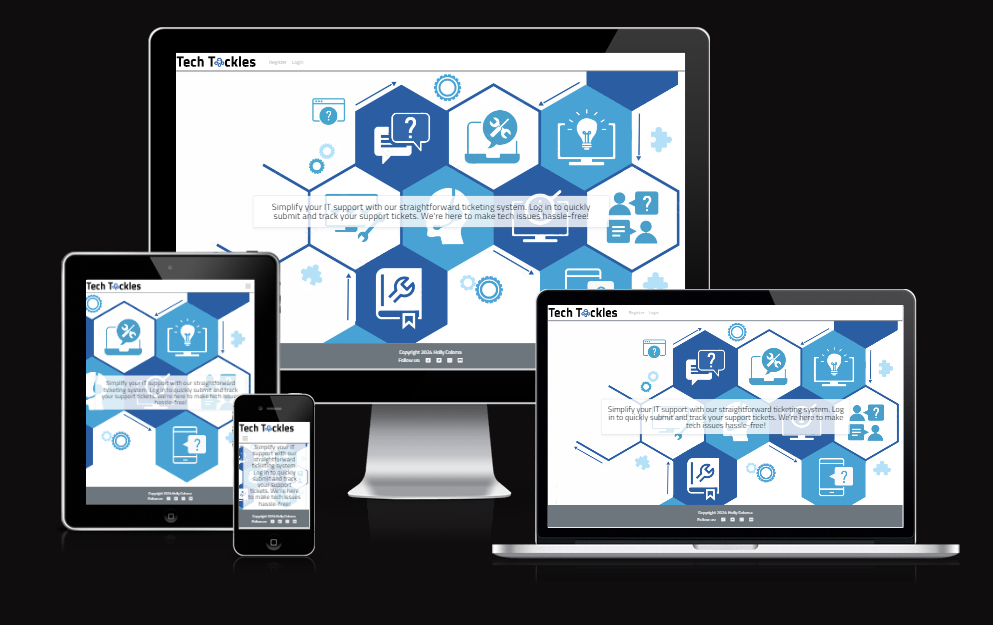 Tech Tackles
Register Login
Simplify your IT support with our straightforward ticketing system. Log in to quickly
submit and track your support tickets. We're here to make tech issues hassle-free!
Copyright 2024 Holly Coloma
Follow us:
Tech Tackles
Simplify your IT support with our straightforward
ticketing system. Log in to quickly submit and track
your support tickets. We're here to make tech issues
hassle-free!
Copyright 2024 Holly Coloma
Follow us:
Tech Tackles
Simplify your IT
support with our
straightforward
ticketing system.
Log in to quickly
submit and track
your support
tickets. We're here
to make tech issues
hassle-free!
Copyright 2024 Holly Coloma
Follow us:
Tech Tackles
Register Login
Simplify your IT support with our straightforward ticketing system. Log
in to quickly submit and track your support tickets. We're here to make
tech issues hassle-free!
Copyright 2024 Holly Coloma
Follow us: